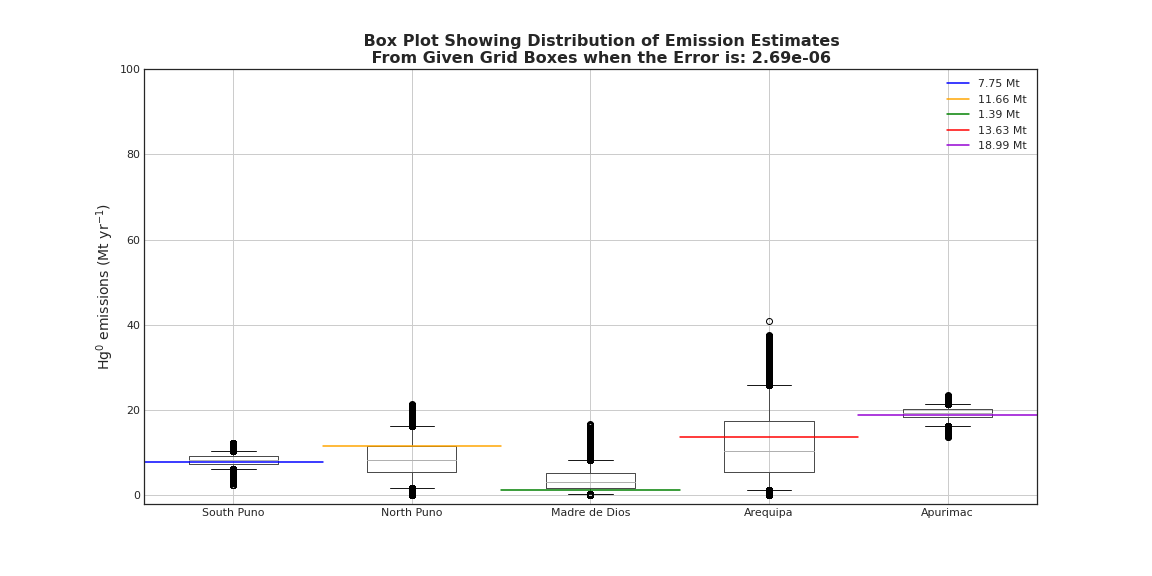 Box Plot Showing Distribution of Emission Estimates
From Given Grid Boxes when the Error is: 2.69e-06
Hg⁰ emissions (Mt yr⁻¹)
100
80
60
40
20
0
7.75 Mt
11.66 Mt
1.39 Mt
13.63 Mt
18.99 Mt
South Puno
North Puno
Madre de Dios
Arequipa
Apurimac